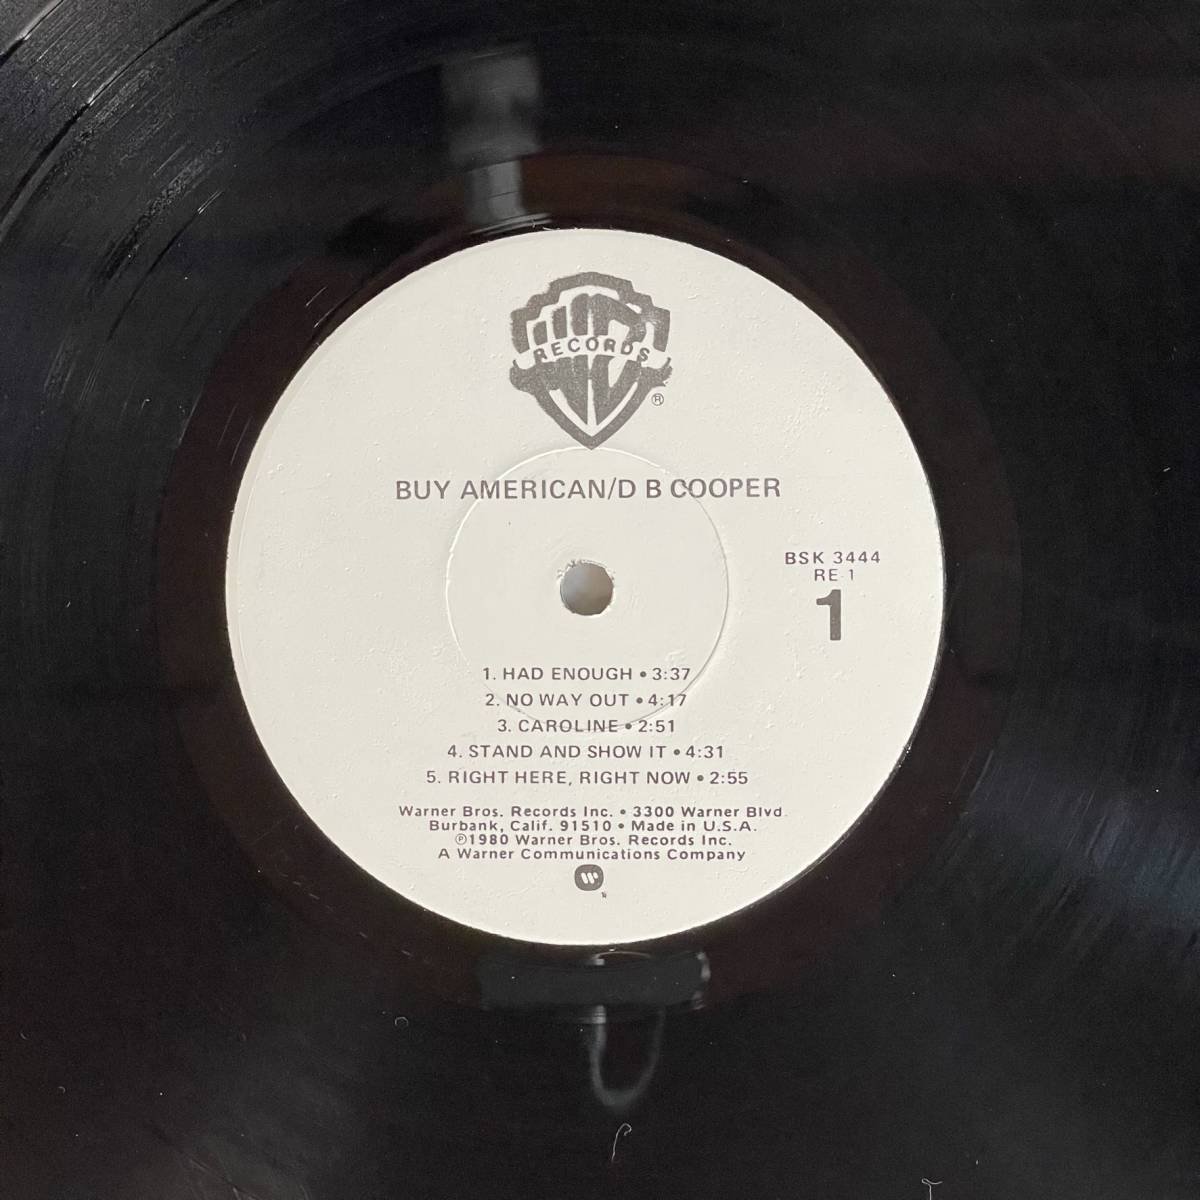 RECORDS
®
BUY AMERICAN/D B COOPER
BSK 3444
RE-1
1
1. HAD ENOUGH • 3:37
2. NO WAY OUT • 4:17
3. CAROLINE • 2:51
4. STAND AND SHOW IT • 4:31
5. RIGHT HERE, RIGHT NOW • 2:55
Warner Bros. Records Inc. • 3300 Warner Blvd.
Burbank, Calif. 91510 • Made in U.S.A.
℗1980 Warner Bros. Records Inc.
A Warner Communications Company